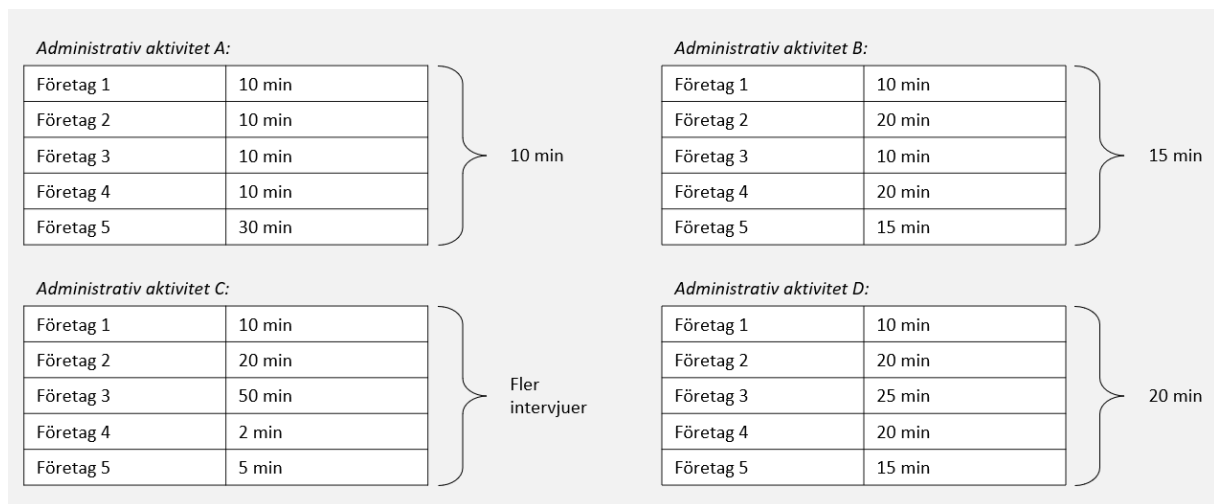 Administrativ aktivitet A:
Företag 1 10 min
Företag 2 10 min
Företag 3 10 min
Företag 4 10 min
Företag 5 30 min
10 min
Administrativ aktivitet B:
Företag 1 10 min
Företag 2 20 min
Företag 3 10 min
Företag 4 20 min
Företag 5 15 min
15 min
Administrativ aktivitet C:
Företag 1 10 min
Företag 2 20 min
Företag 3 50 min
Företag 4 2 min
Företag 5 5 min
Fler
intervjuer
Administrativ aktivitet D:
Företag 1 10 min
Företag 2 20 min
Företag 3 25 min
Företag 4 20 min
Företag 5 15 min
20 min